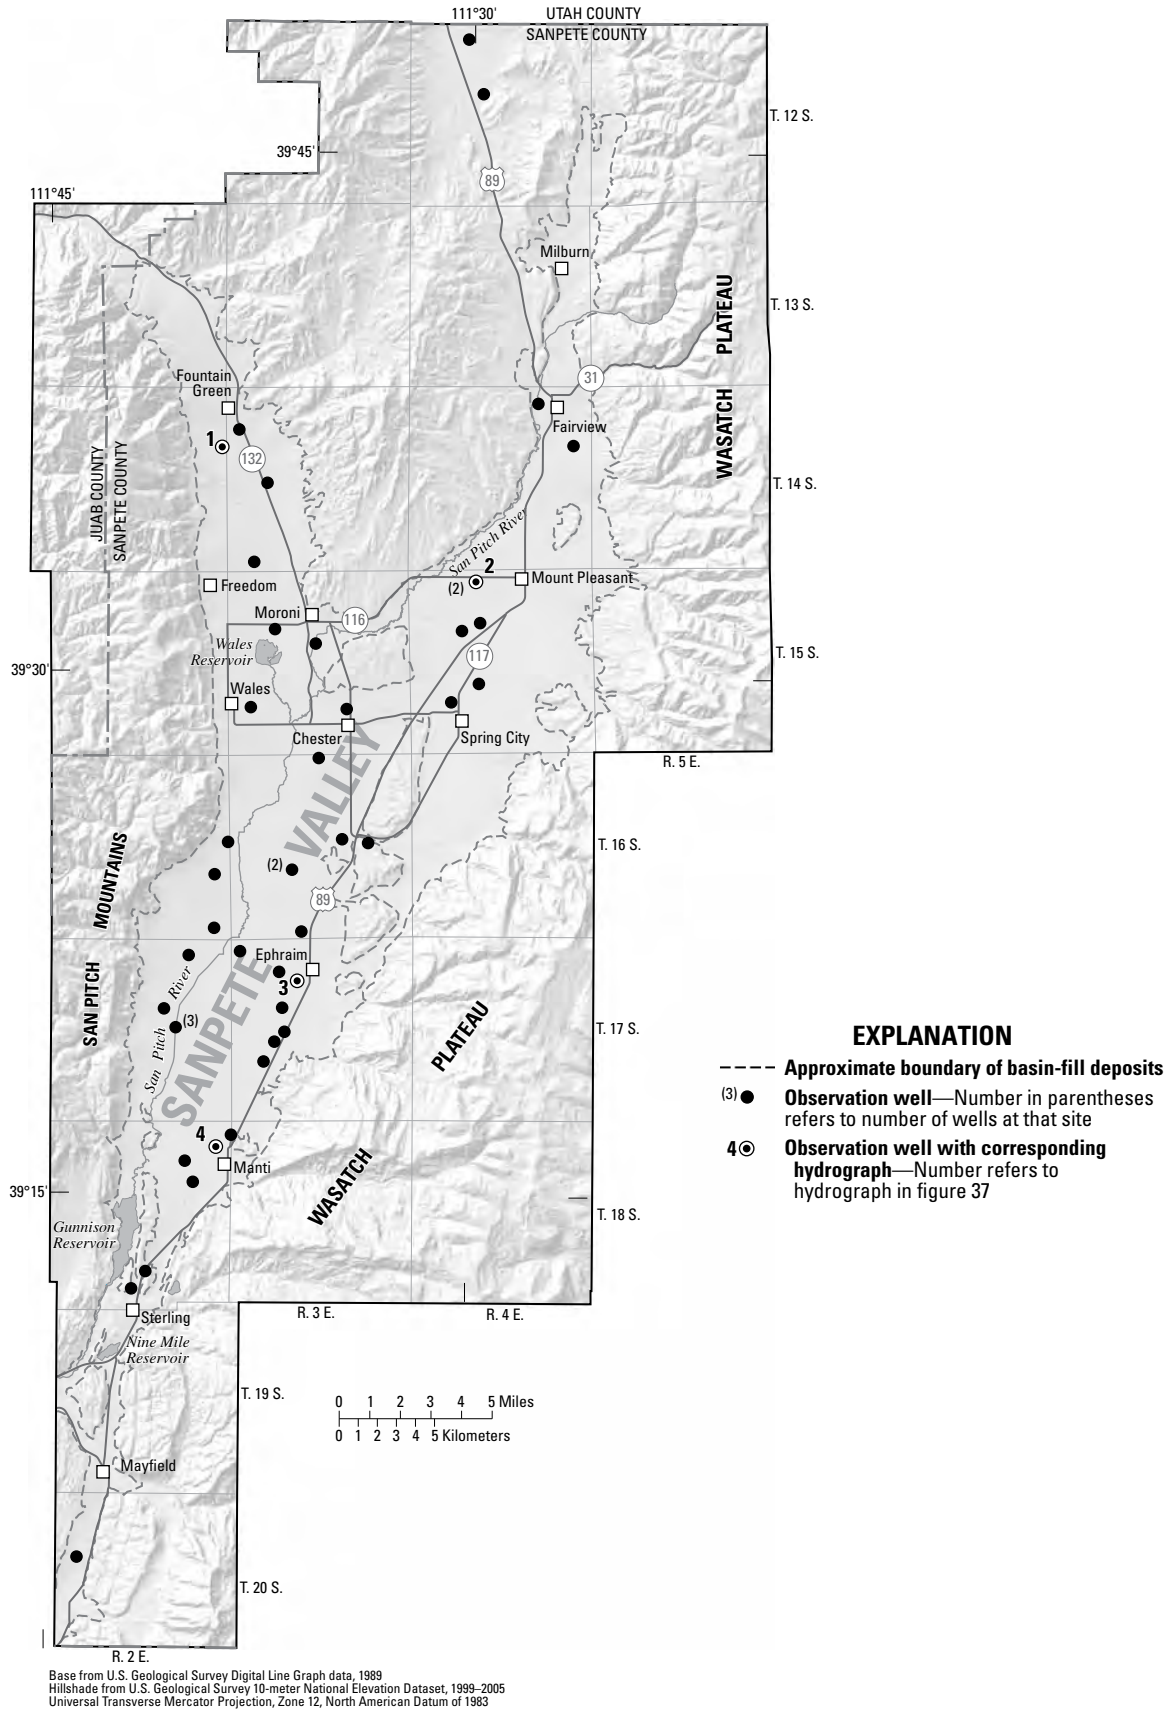 111°30'
UTAH COUNTY
SANPETE COUNTY
T. 12 S.
39°45'
89
111°45'
Milburn
T. 13 S.
WASATCH PLATEAU
31
Fountain
Green
Fairview
1
132
JUAB COUNTY
SANPETE COUNTY
T. 14 S.
San Pitch River
2
(2)
Mount Pleasant
Freedom
Moroni
116
Wales
Reservoir
117
T. 15 S.
39°30'
Wales
Chester
Spring City
R. 5 E.
SANPETE VALLEY
T. 16 S.
(2)
SAN PITCH MOUNTAINS
89
Ephraim
3
San Pitch River
(3)
T. 17 S.
WASATCH PLATEAU
4
Manti
39°15'
Gunnison
Reservoir
T. 18 S.
Sterling
R. 3 E.
R. 4 E.
Nine Mile
Reservoir
T. 19 S.
0 1 2 3 4 5 Miles
0 1 2 3 4 5 Kilometers
Mayfield
T. 20 S.
R. 2 E.
EXPLANATION
Approximate boundary of basin-fill deposits
(3) Observation well—Number in parentheses
refers to number of wells at that site
4 Observation well with corresponding
hydrograph—Number refers to
hydrograph in figure 37
Base from U.S. Geological Survey Digital Line Graph data, 1989
Hillshade from U.S. Geological Survey 10-meter National Elevation Dataset, 1999–2005
Universal Transverse Mercator Projection, Zone 12, North American Datum of 1983